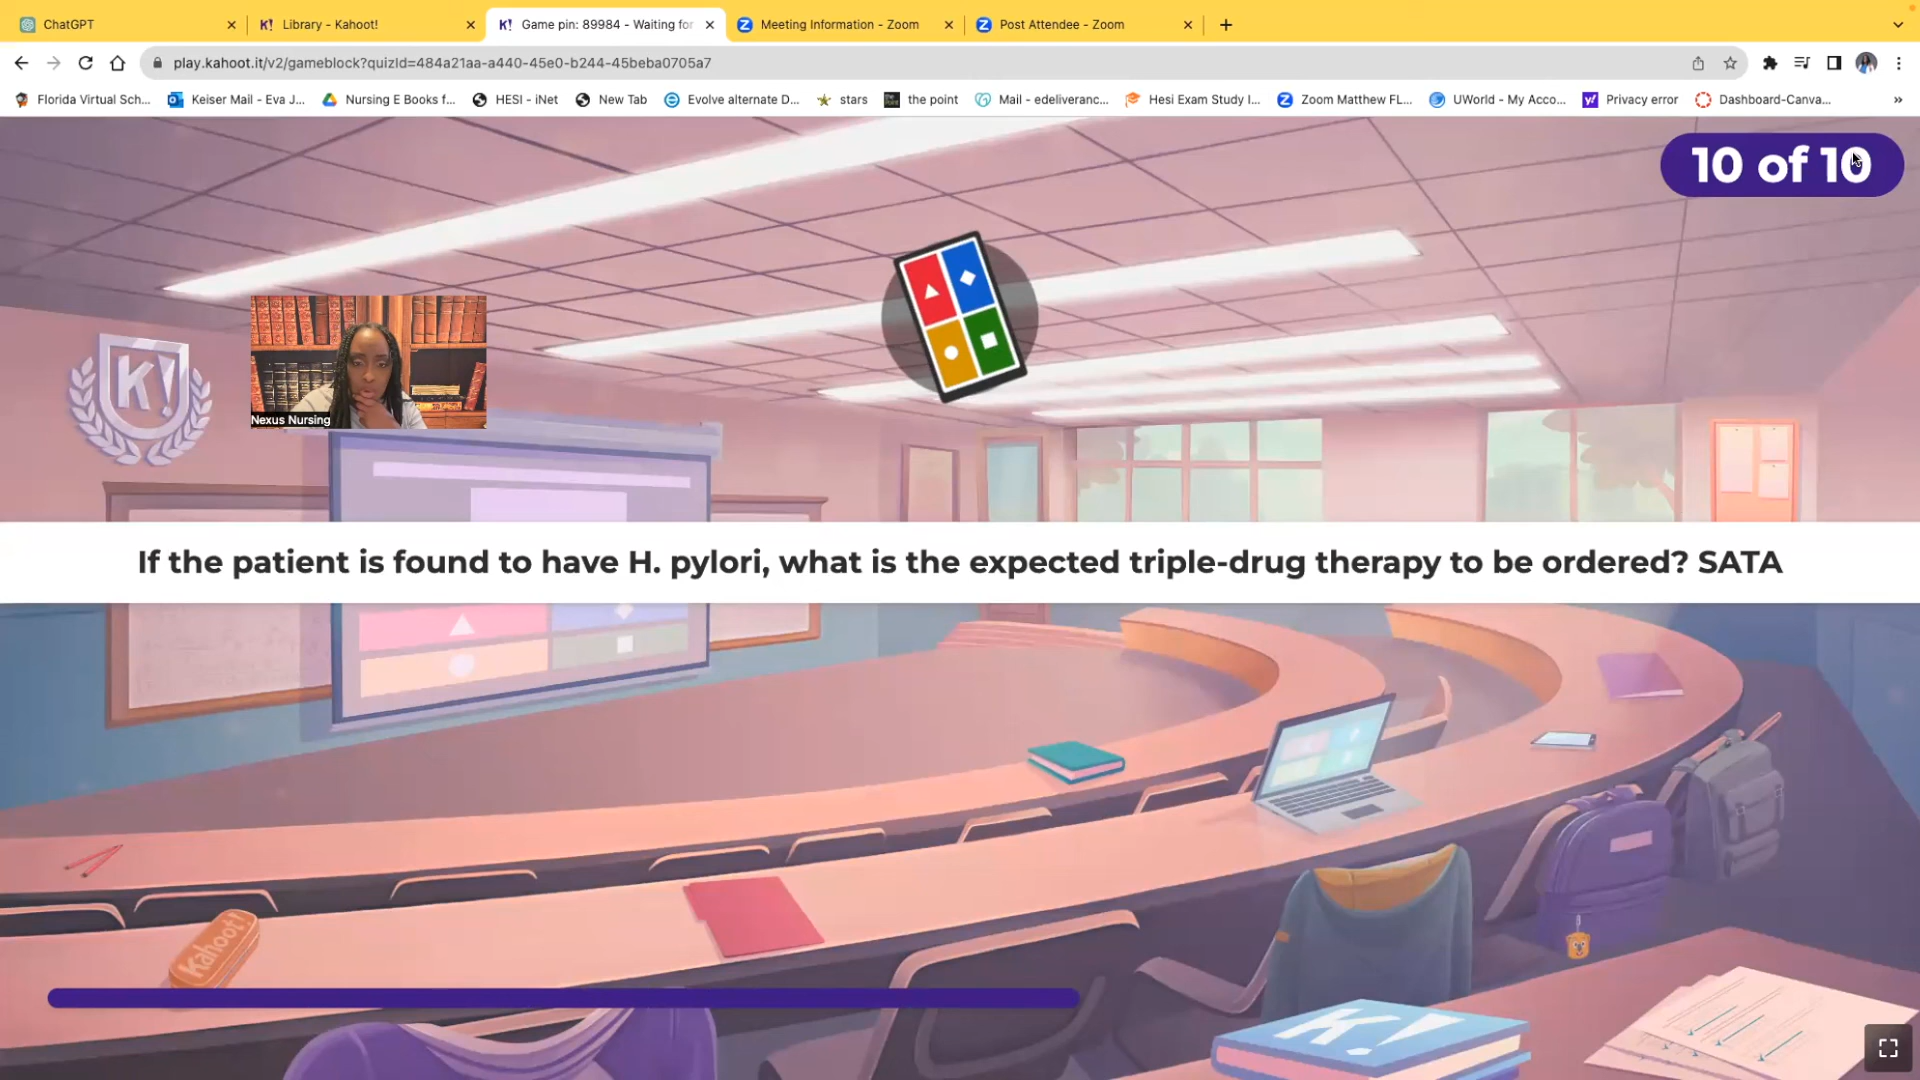 ChatGPT
Library - Kahoot!
Game pin: 89984 - Waiting for
Meeting Information - Zoom
Post Attendee - Zoom
play.kahoot.it/v2/gameblock?quizId=484a21aa-a440-45e0-b244-45beba0705a7
Florida Virtual Sch...
Keiser Mail - Eva J...
Nursing E Books f...
HESI - iNet
New Tab
Evolve alternate D...
stars
the point
Mail - edeliveranc...
Hesi Exam Study I...
Zoom Matthew FL...
UWorld - My Acco...
Privacy error
Dashboard-Canva...
10 of 10
K!
Nexus Nursing
If the patient is found to have H. pylori, what is the expected triple-drug therapy to be ordered? SATA
Kahoot!
K!